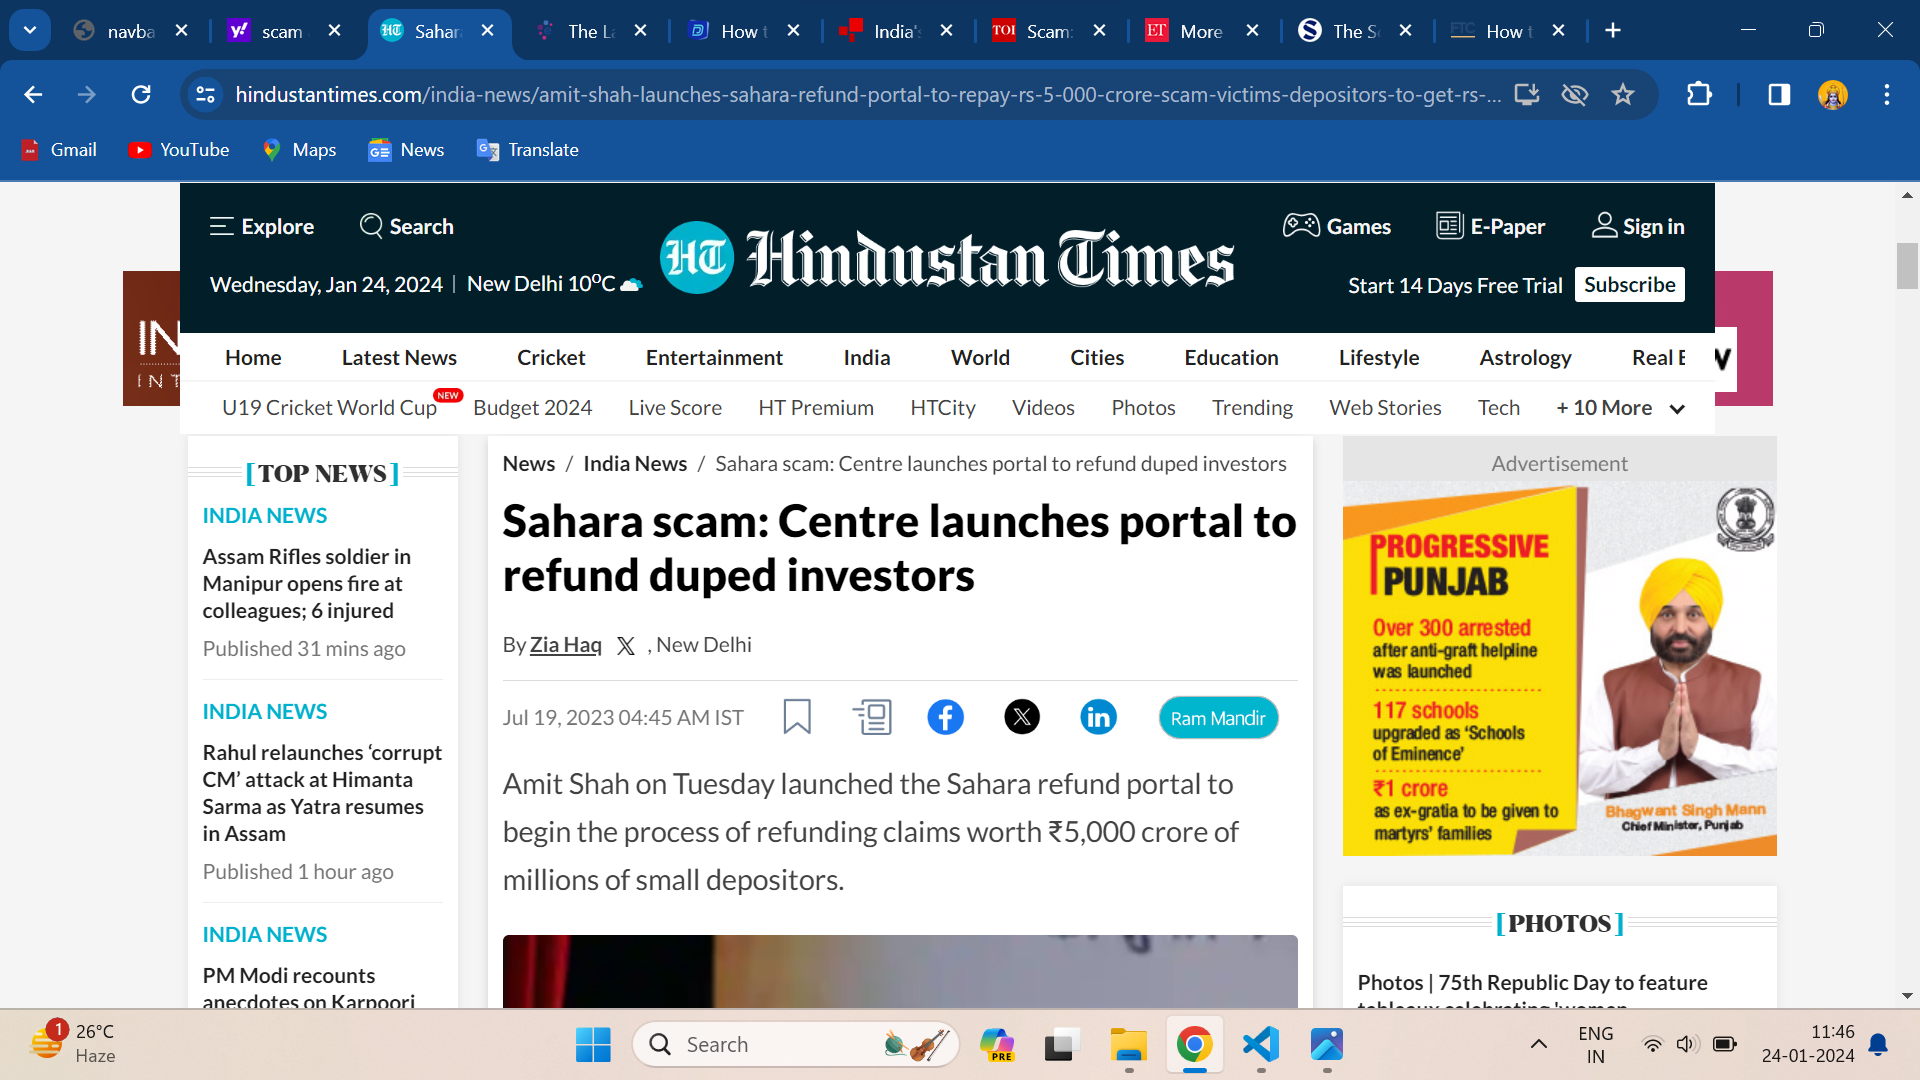 navba
scam
Sahar
The La
How t
India's
TOI Scam:
ET More
The Sc
FTC How t
hindustantimes.com/india-news/amit-shah-launches-sahara-refund-portal-to-repay-rs-5-000-crore-scam-victims-depositors-to-get-rs-...
Gmail YouTube Maps News Translate
Explore Search
Wednesday, Jan 24, 2024 | New Delhi 10°C
HT Hindustan Times
Games E-Paper Sign in
Start 14 Days Free Trial Subscribe
Home Latest News Cricket Entertainment India World Cities Education Lifestyle Astrology Real E
U19 Cricket World Cup NEW Budget 2024 Live Score HT Premium HTCity Videos Photos Trending Web Stories Tech + 10 More
IN
INT
[TOP NEWS]
INDIA NEWS
Assam Rifles soldier in
Manipur opens fire at
colleagues; 6 injured
Published 31 mins ago
INDIA NEWS
Rahul relaunches ‘corrupt
CM’ attack at Himanta
Sarma as Yatra resumes
in Assam
Published 1 hour ago
INDIA NEWS
PM Modi recounts
anecdotes on Karpoori
News / India News / Sahara scam: Centre launches portal to refund duped investors
Sahara scam: Centre launches portal to
refund duped investors
By Zia Haq X , New Delhi
Jul 19, 2023 04:45 AM IST
Ram Mandir
Amit Shah on Tuesday launched the Sahara refund portal to
begin the process of refunding claims worth ₹5,000 crore of
millions of small depositors.
Advertisement
PROGRESSIVE
PUNJAB
Over 300 arrested
after anti-graft helpline
was launched
117 schools
upgraded as ‘Schools
of Eminence’
₹1 crore
as ex-gratia to be given to
martyrs’ families
Bhagwant Singh Mann
Chief Minister, Punjab
[PHOTOS]
Photos | 75th Republic Day to feature
1
26°C
Haze
Search
PRE
ENG
IN
11:46
24-01-2024